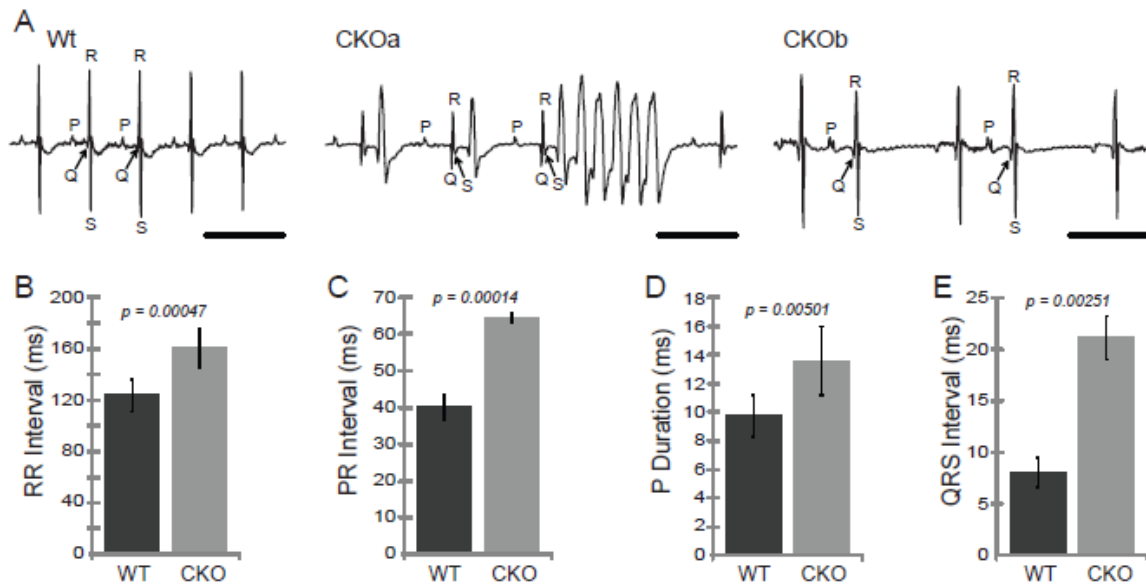 A
Wt
R R
P P
Q Q
S S
CKOa
R R
P P
Q S Q S
CKOb
R R
P P
Q Q
S S
B
p = 0.00047
RR Interval (ms)
200
160
120
80
40
0
WT CKO
C
p = 0.00014
PR Interval (ms)
70
60
50
40
30
20
10
0
WT CKO
D
p = 0.00501
P Duration (ms)
18
16
14
12
10
8
6
4
2
0
WT CKO
E
p = 0.00251
QRS Interval (ms)
25
20
15
10
5
0
WT CKO